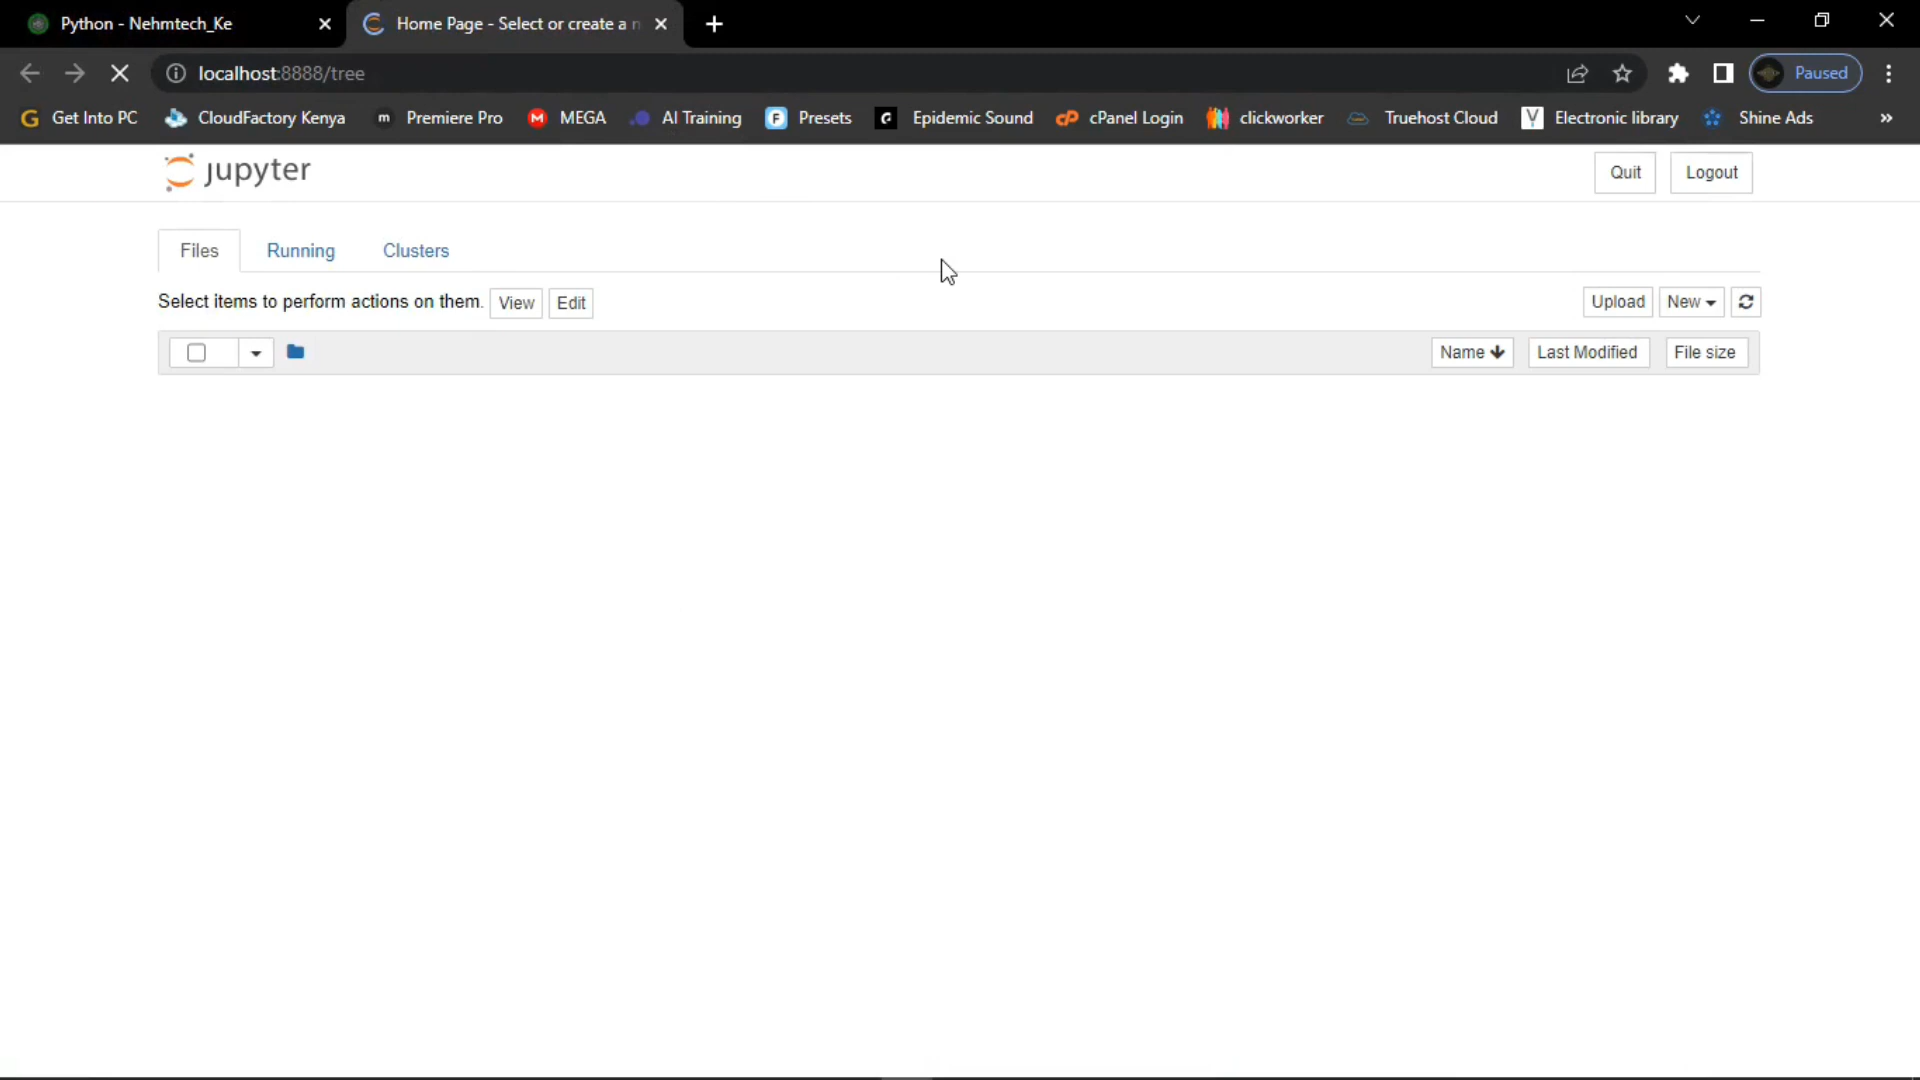 Python - Nehmtech_Ke
Home Page - Select or create a n
localhost:8888/tree
Paused
Get Into PC
CloudFactory Kenya
m Premiere Pro
M MEGA
AI Training
F Presets
Epidemic Sound
cP cPanel Login
clickworker
Truehost Cloud
Electronic library
Shine Ads
»
jupyter
Quit
Logout
Files
Running
Clusters
Select items to perform actions on them.
View
Edit
Upload
New
Name
Last Modified
File size